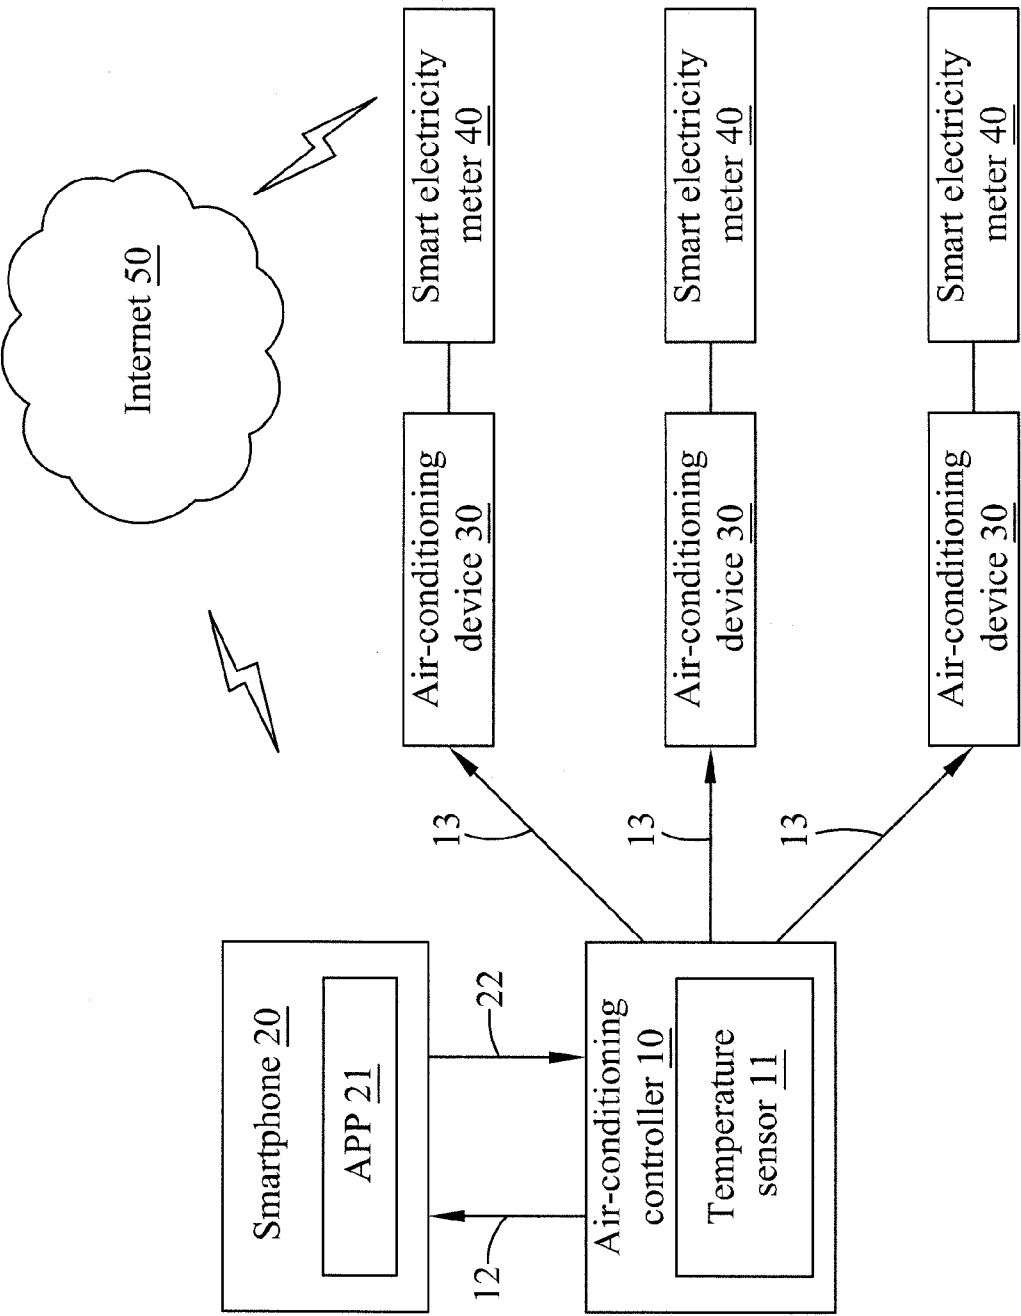 Internet 50
Smartphone 20
APP 21
12
22
Air-conditioning
controller 10
Temperature
sensor 11
13
13
13
Air-conditioning
device 30
Smart electricity
meter 40
Air-conditioning
device 30
Smart electricity
meter 40
Air-conditioning
device 30
Smart electricity
meter 40